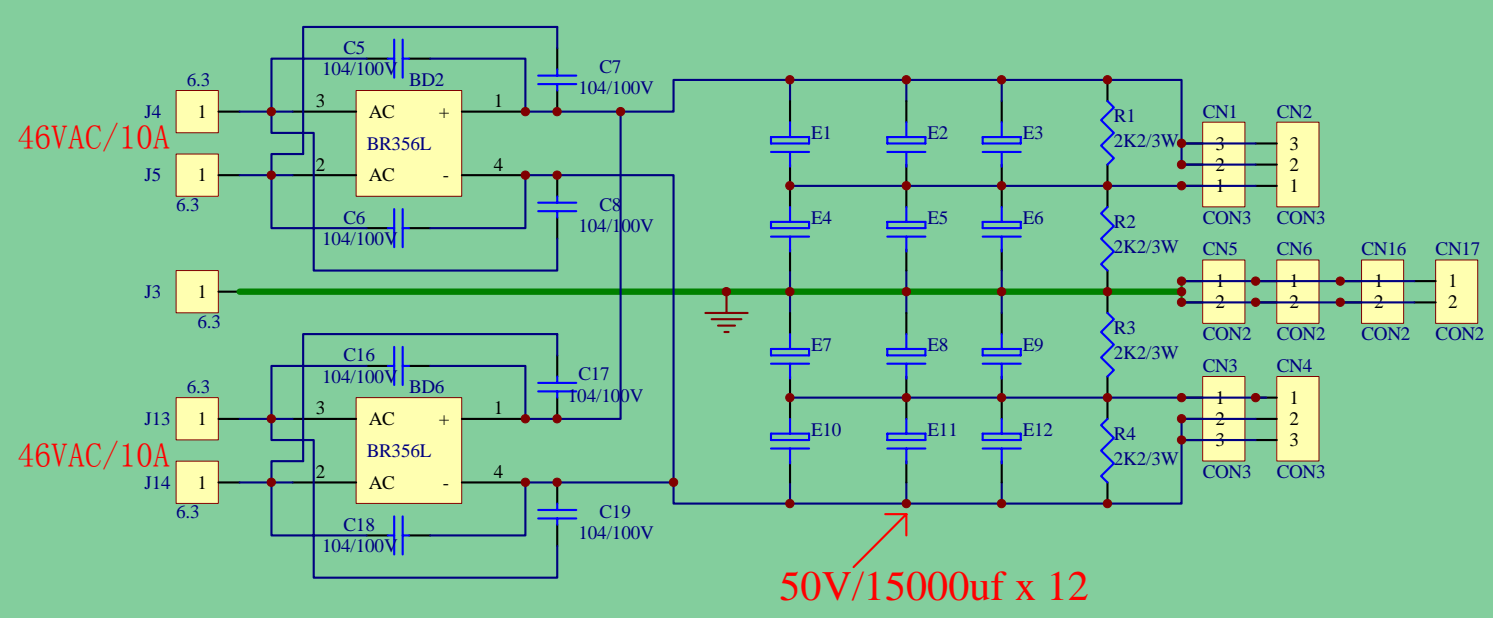 C5
104/100V
C7
104/100V
6.3
BD2
J4
1
3
AC
+
1
46VAC/10A
BR356L
J5
1
2
AC
-
4
6.3
C6
104/100V
C8
104/100V
J3
1
6.3
C16
104/100V
C17
104/100V
6.3
BD6
J13
1
3
AC
+
1
46VAC/10A
BR356L
J14
1
2
AC
-
4
6.3
C18
104/100V
C19
104/100V
E1
E2
E3
R1
2K2/3W
E4
E5
E6
R2
2K2/3W
E7
E8
E9
R3
2K2/3W
E10
E11
E12
R4
2K2/3W
50V/15000uf x 12
CN1
3
2
1
CON3
CN2
3
2
1
CON3
CN5
1
2
CON2
CN6
1
2
CON2
CN16
1
2
CON2
CN17
1
2
CON2
CN3
1
2
3
CON3
CN4
1
2
3
CON3